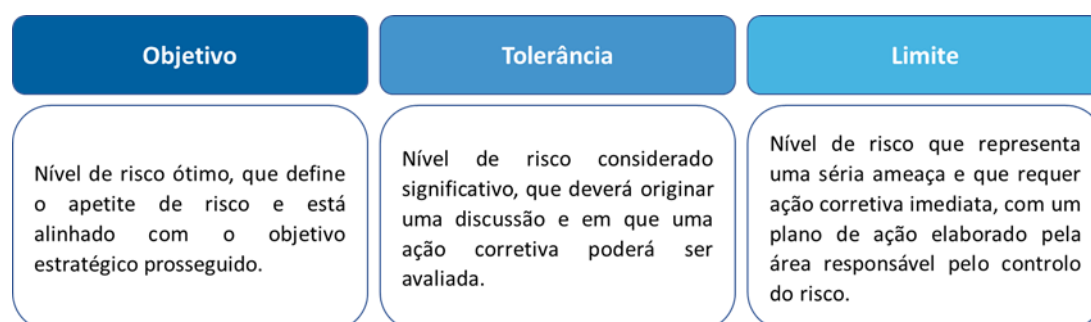 Objetivo
Tolerância
Limite
Nível de risco ótimo, que define
o apetite de risco e está
alinhado com o objetivo
estratégico prosseguido.
Nível de risco considerado
significativo, que deverá originar
uma discussão e em que uma
ação corretiva poderá ser
avaliada.
Nível de risco que representa
uma séria ameaça e que requer
ação corretiva imediata, com um
plano de ação elaborado pela
área responsável pelo controlo
do risco.